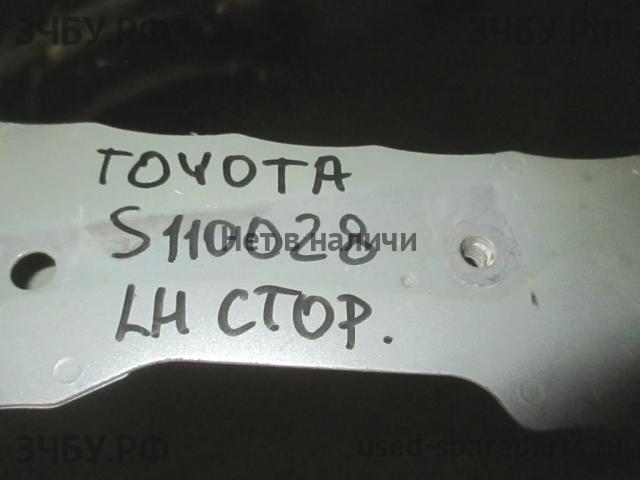 ЗЧБУ.РФ
ЗЧБУ.РФ
TOYOTA
S110028
Нет в наличи
LH СТОР.
ЗЧБУ.РФ
used-spareparts.ru